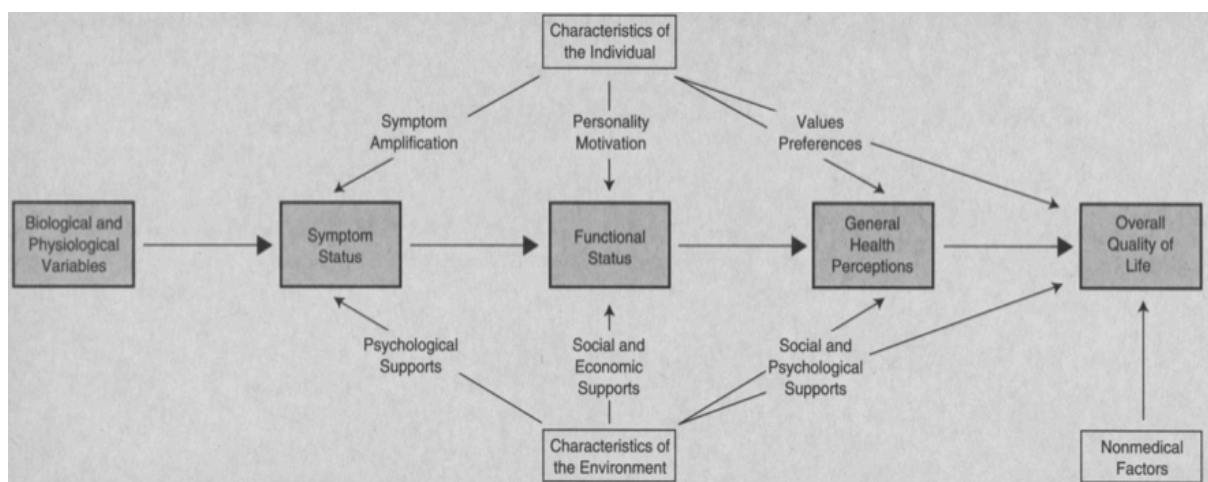 Characteristics of
the Individual
Symptom
Amplification
Personality
Motivation
Values
Preferences
Biological and
Physiological
Variables
Symptom
Status
Functional
Status
General
Health
Perceptions
Overall
Quality of
Life
Psychological
Supports
Social and
Economic
Supports
Social and
Psychological
Supports
Characteristics of
the Environment
Nonmedical
Factors